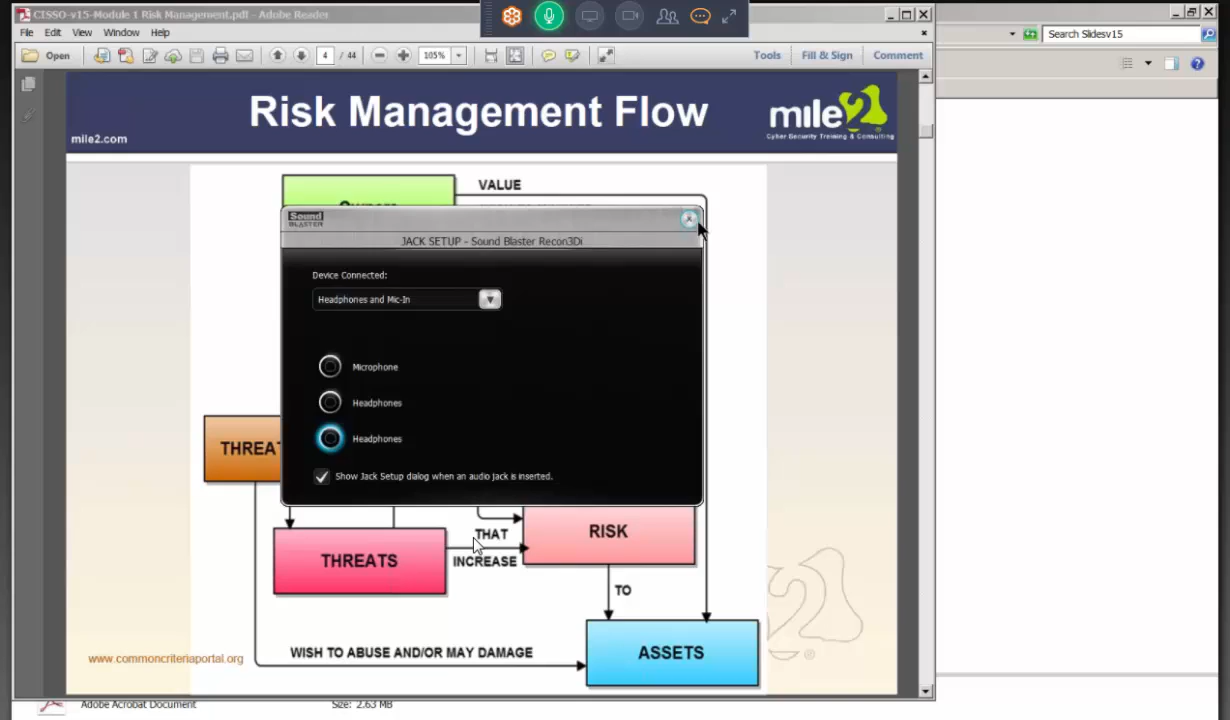 CISSO-v15-Module 1 Risk Management.pdf - Adobe Reader
File Edit View Window Help
Search Slidesv15
Open 4 / 44 105% Tools Fill & Sign Comment
Risk Management Flow
mile2
Cyber Security Training & Consulting
mile2.com
VALUE
Owners
Sound
BLASTER
JACK SETUP - Sound Blaster Recon3Di
Device Connected:
Headphones and Mic-In
Microphone
Headphones
Headphones
Show Jack Setup dialog when an audio jack is inserted.
THREAT
THAT
INCREASE
RISK
THREATS
TO
WISH TO ABUSE AND/OR MAY DAMAGE
ASSETS
www.commoncriteriaportal.org
Adobe Acrobat Document Size: 2.63 MB